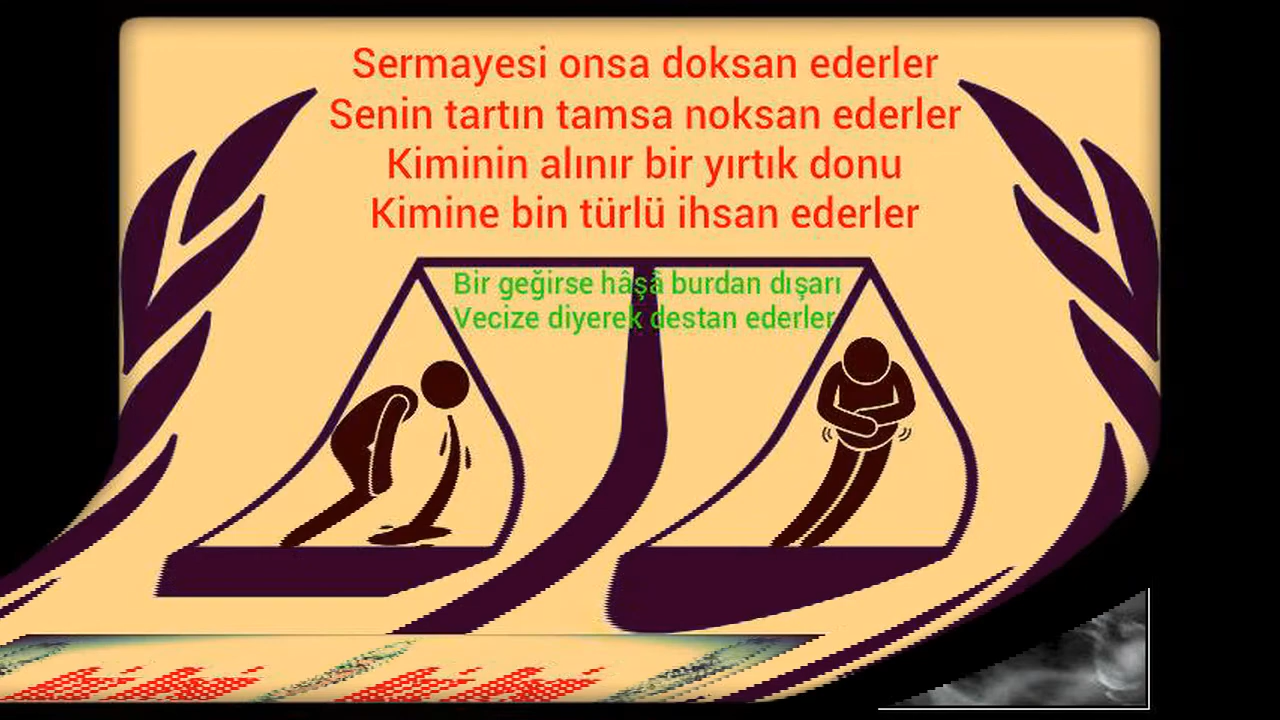 Sermayesi onsa doksan ederler
Senin tartın tamsa noksan ederler
Kiminin alınır bir yırtık donu
Kimine bin türlü ihsan ederler
Bir geğirse hâşâ burdan dışarı
Vecize diyerek destan ederler